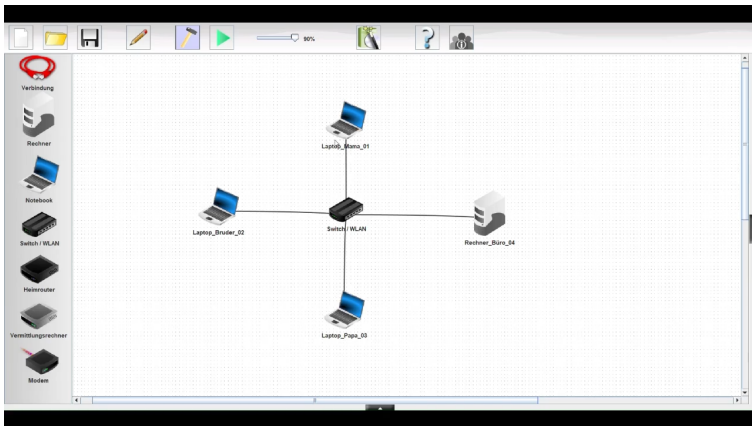 90%
Verbindung
Rechner
Notebook
Switch / WLAN
Heimrouter
Vermittlungsrechner
Modem
Laptop_Mama_01
Laptop_Bruder_02
Switch / WLAN
Rechner_Büro_04
Laptop_Papa_03